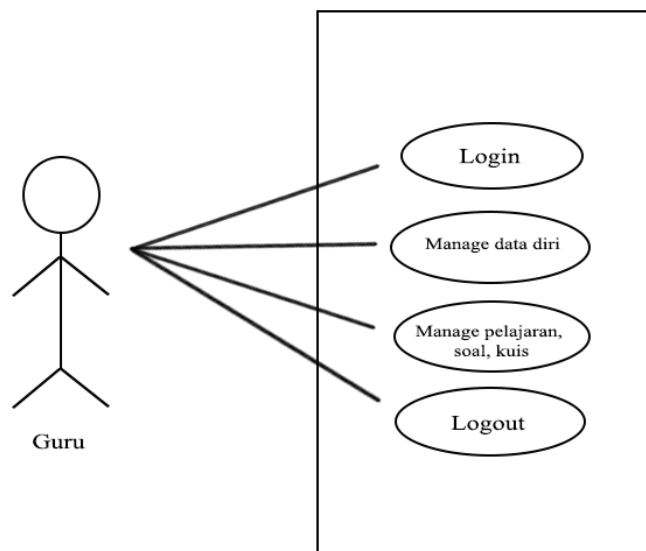 Login
Manage data diri
Manage pelajaran,
soal, kuis
Logout
Guru